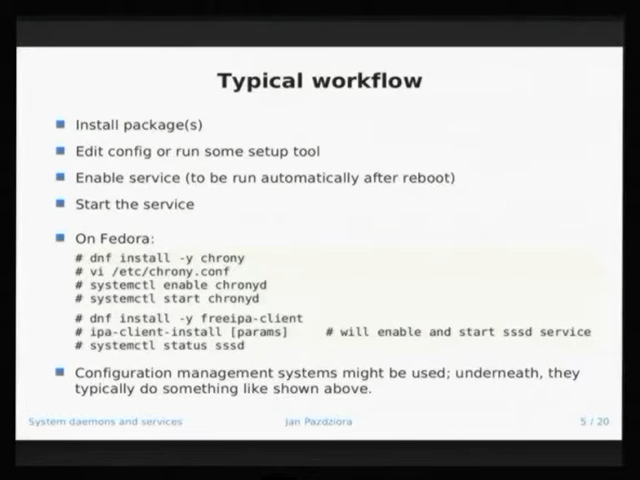 Typical workflow
Install package(s)
Edit config or run some setup tool
Enable service (to be run automatically after reboot)
Start the service
On Fedora:
# dnf install -y chrony
# vi /etc/chrony.conf
# systemctl enable chronyd
# systemctl start chronyd
# dnf install -y freeipa-client
# ipa-client-install [params]     # will enable and start sssd service
# systemctl status sssd
Configuration management systems might be used; underneath, they
typically do something like shown above.
System daemons and services     Jan Pazdziora     5 / 20